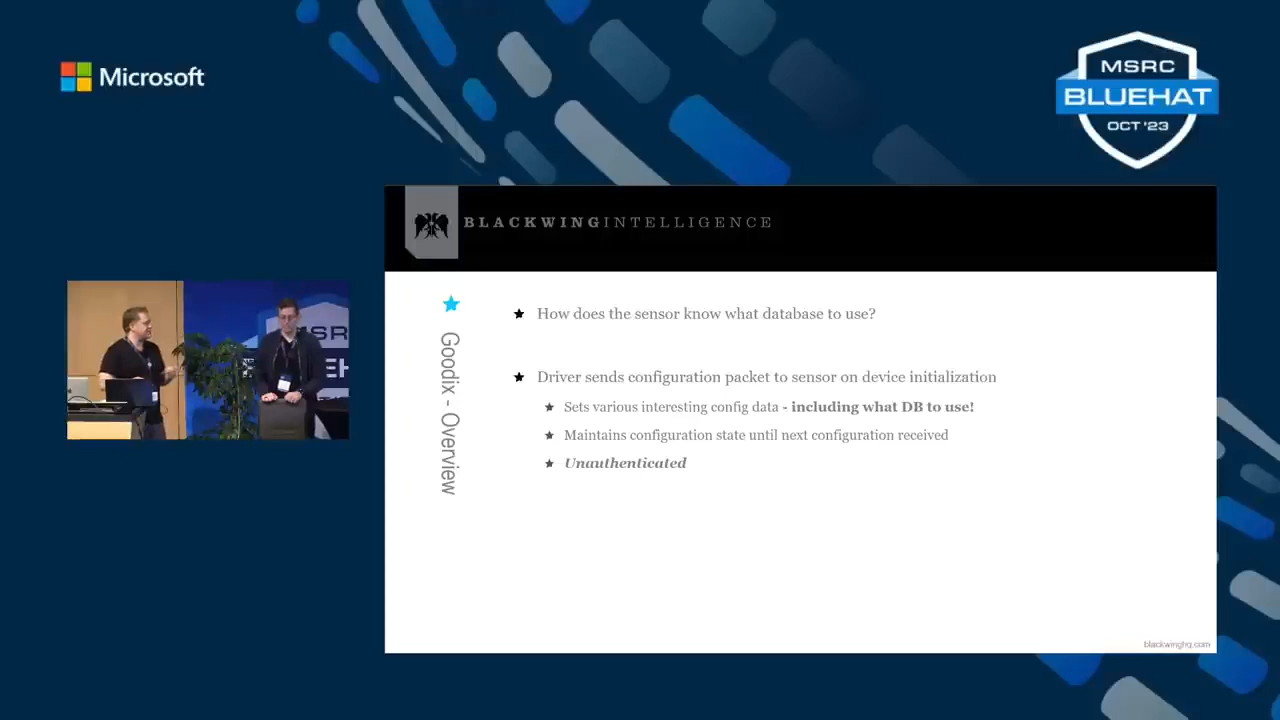 Microsoft
MSRC
BLUEHAT
OCT '23
BLACKWINGINTELLIGENCE
Goodix - Overview
How does the sensor know what database to use?
Driver sends configuration packet to sensor on device initialization
Sets various interesting config data - including what DB to use!
Maintains configuration state until next configuration received
Unauthenticated
blackwinghq.com